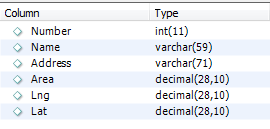 Column Type
Number int(11)
Name varchar(59)
Address varchar(71)
Area decimal(28,10)
Lng decimal(28,10)
Lat decimal(28,10)